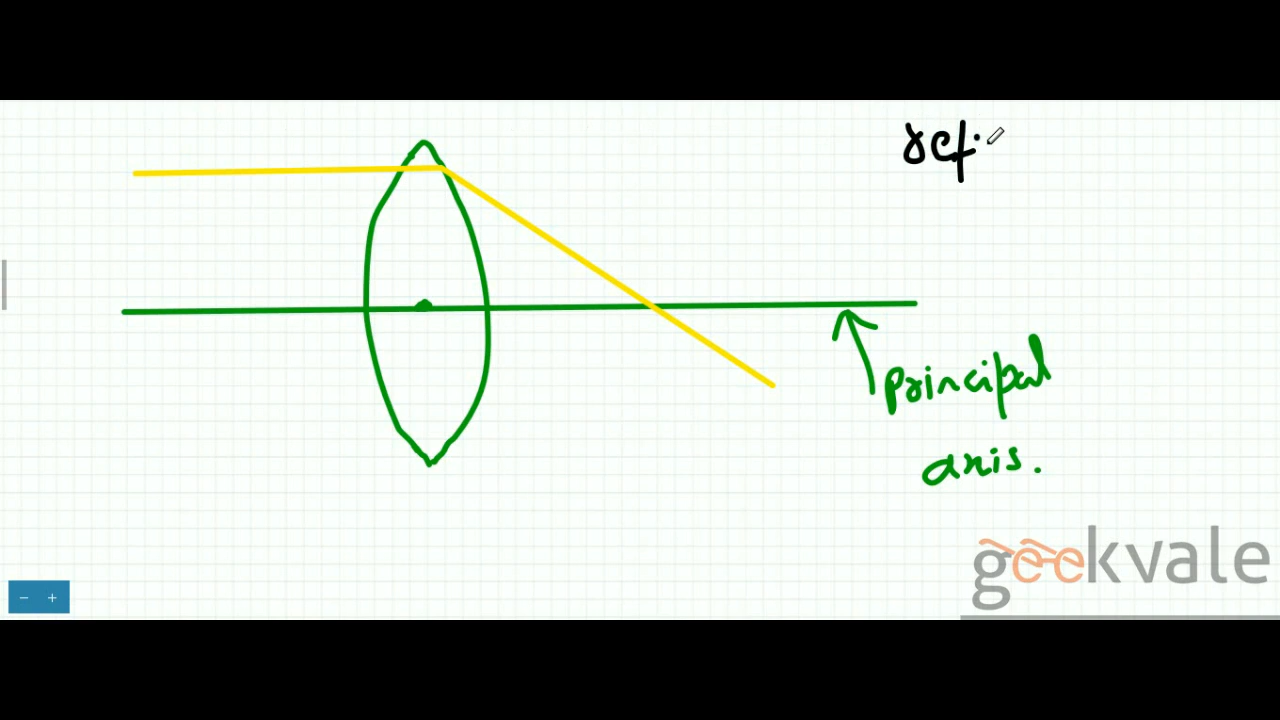 ref.
principal
axis.
geekvale
− +